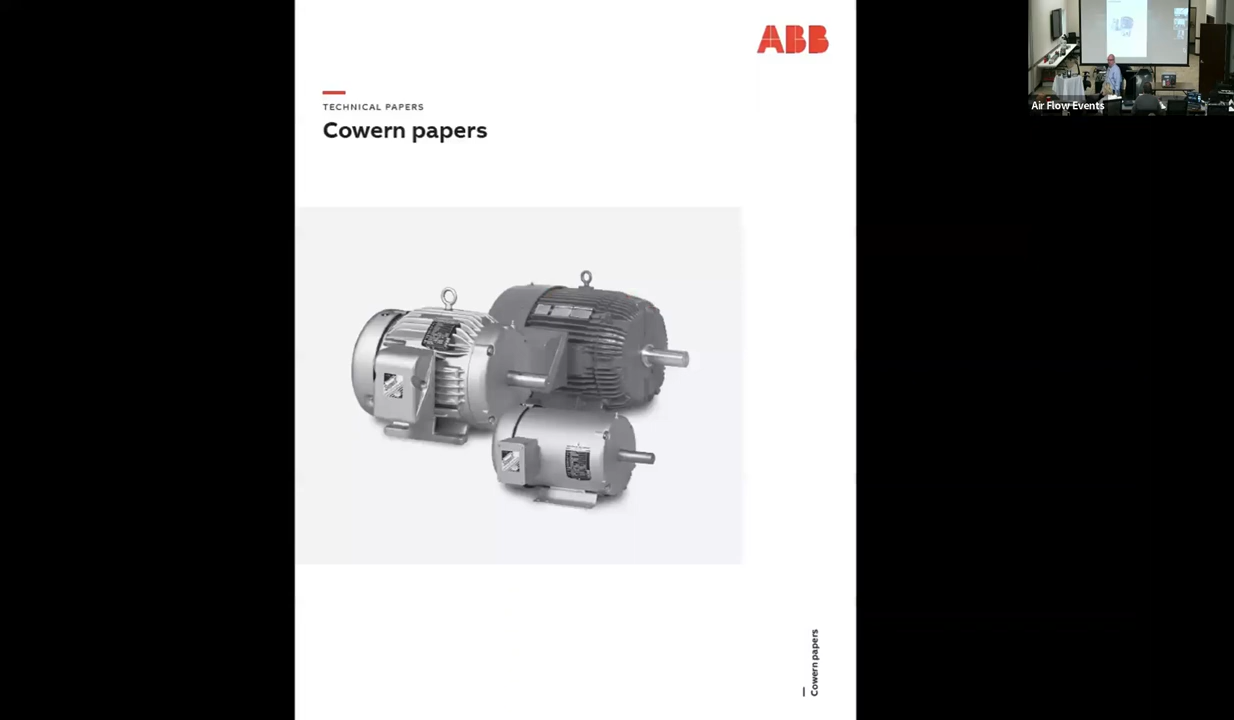 ABB
TECHNICAL PAPERS
Cowern papers
Air Flow Events
Cowern papers